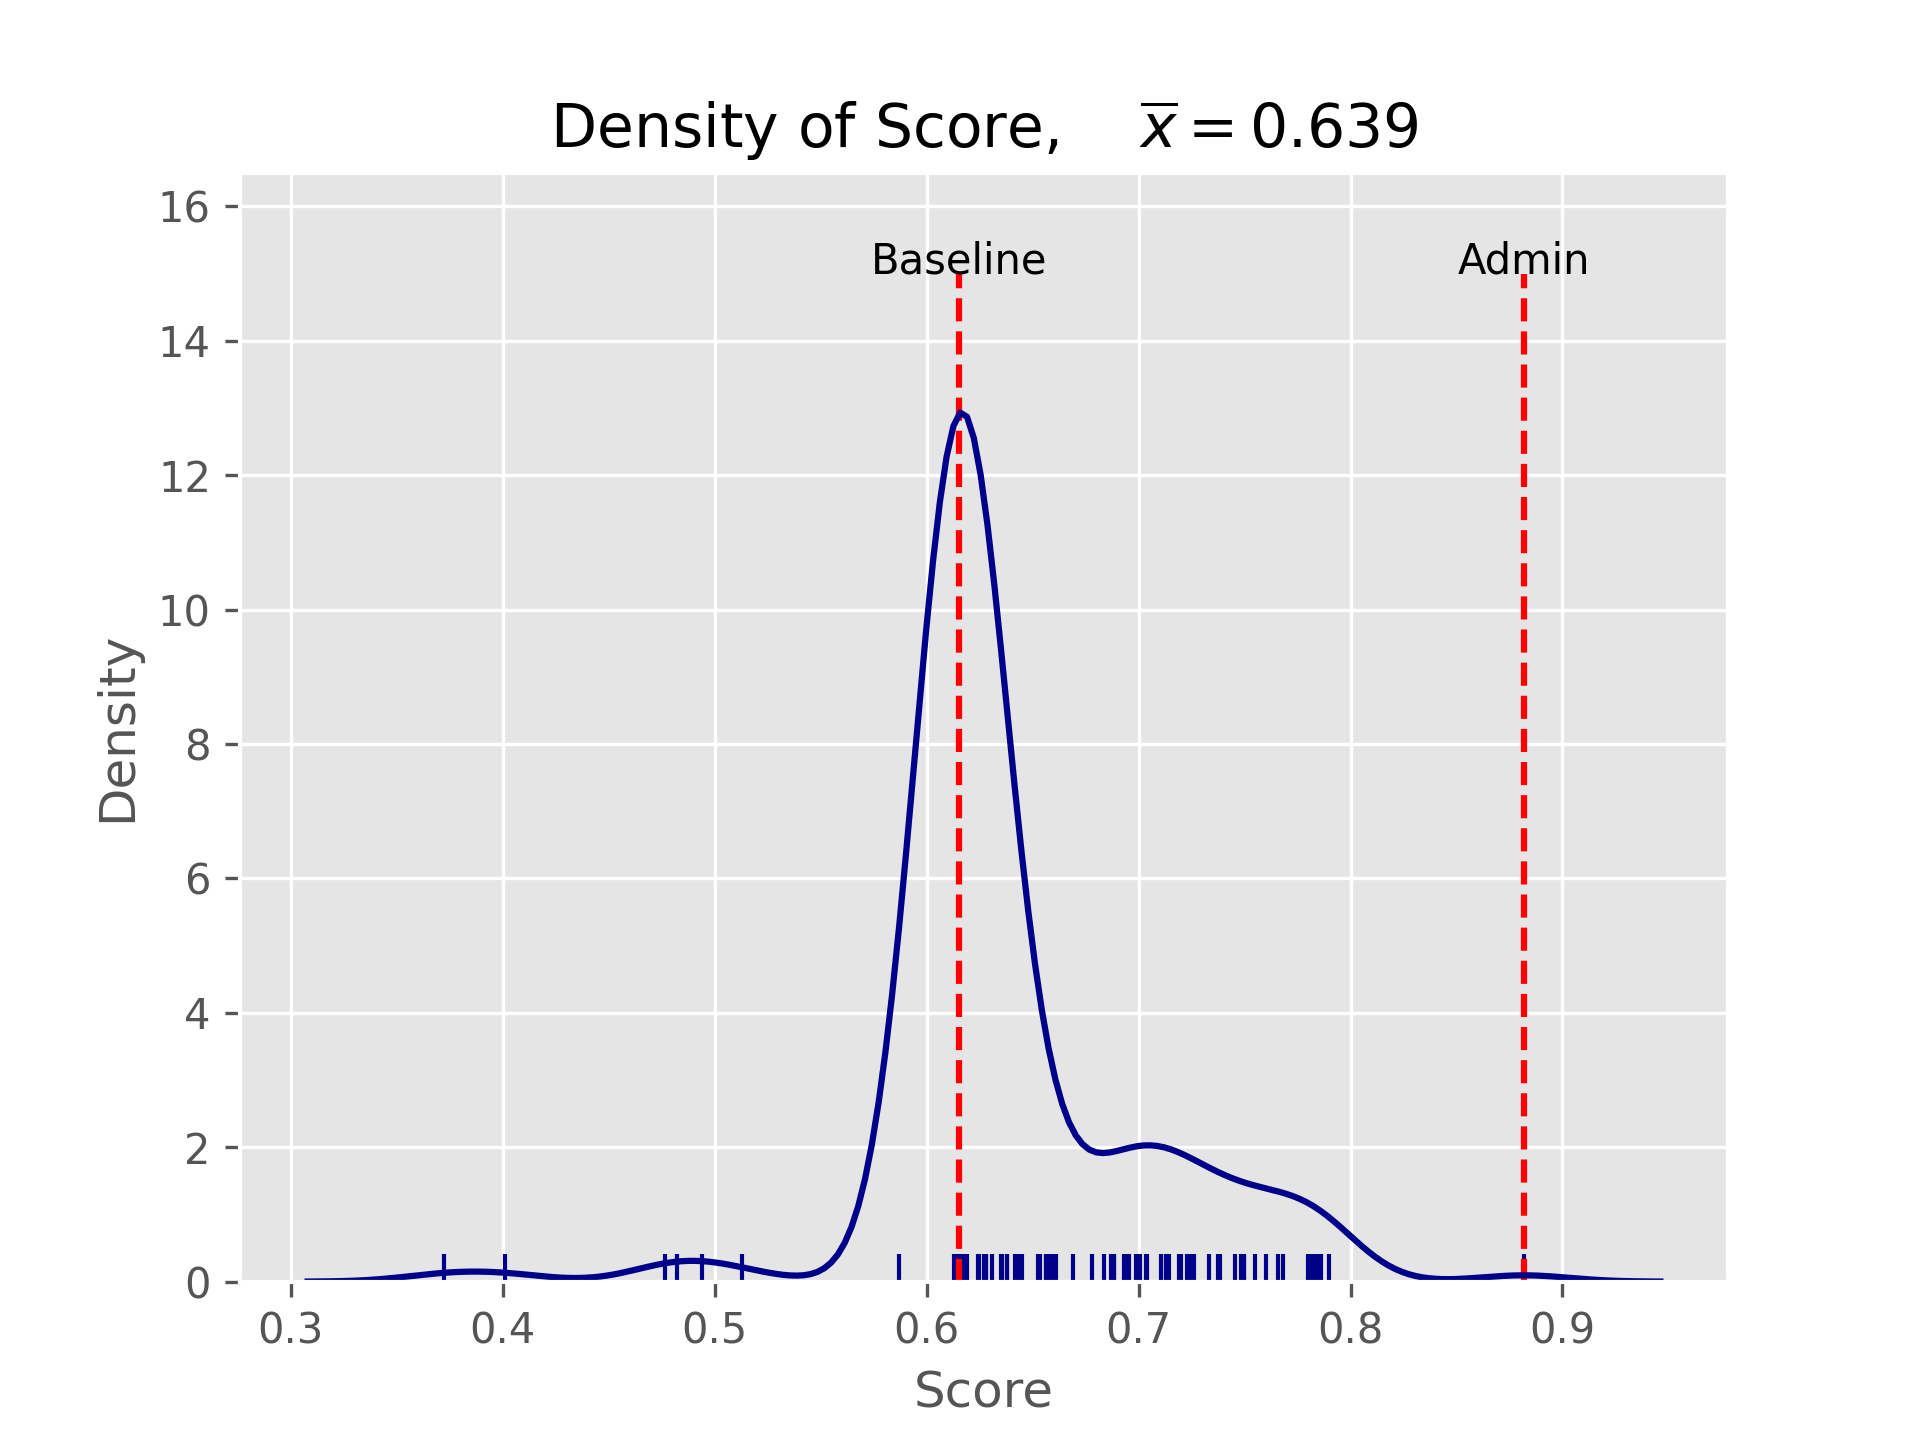 Density of Score, x̅ = 0.639
16
Baseline
Admin
14
12
10
8
6
4
2
0
Density
0.3 0.4 0.5 0.6 0.7 0.8 0.9
Score